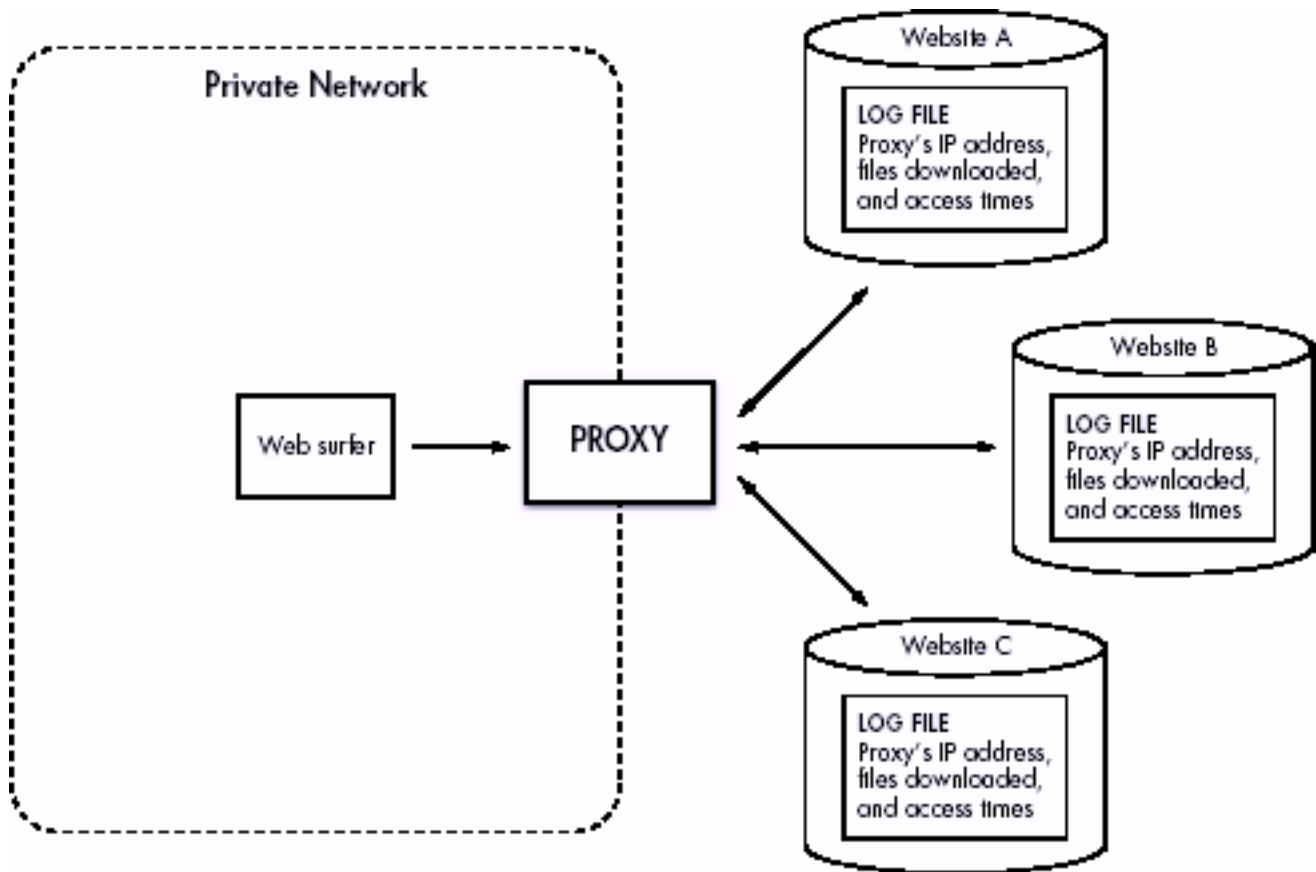 Private Network
Web surfer
PROXY
Website A
LOG FILE
Proxy's IP address,
files downloaded,
and access times
Website B
LOG FILE
Proxy's IP address,
files downloaded,
and access times
Website C
LOG FILE
Proxy's IP address,
files downloaded,
and access times